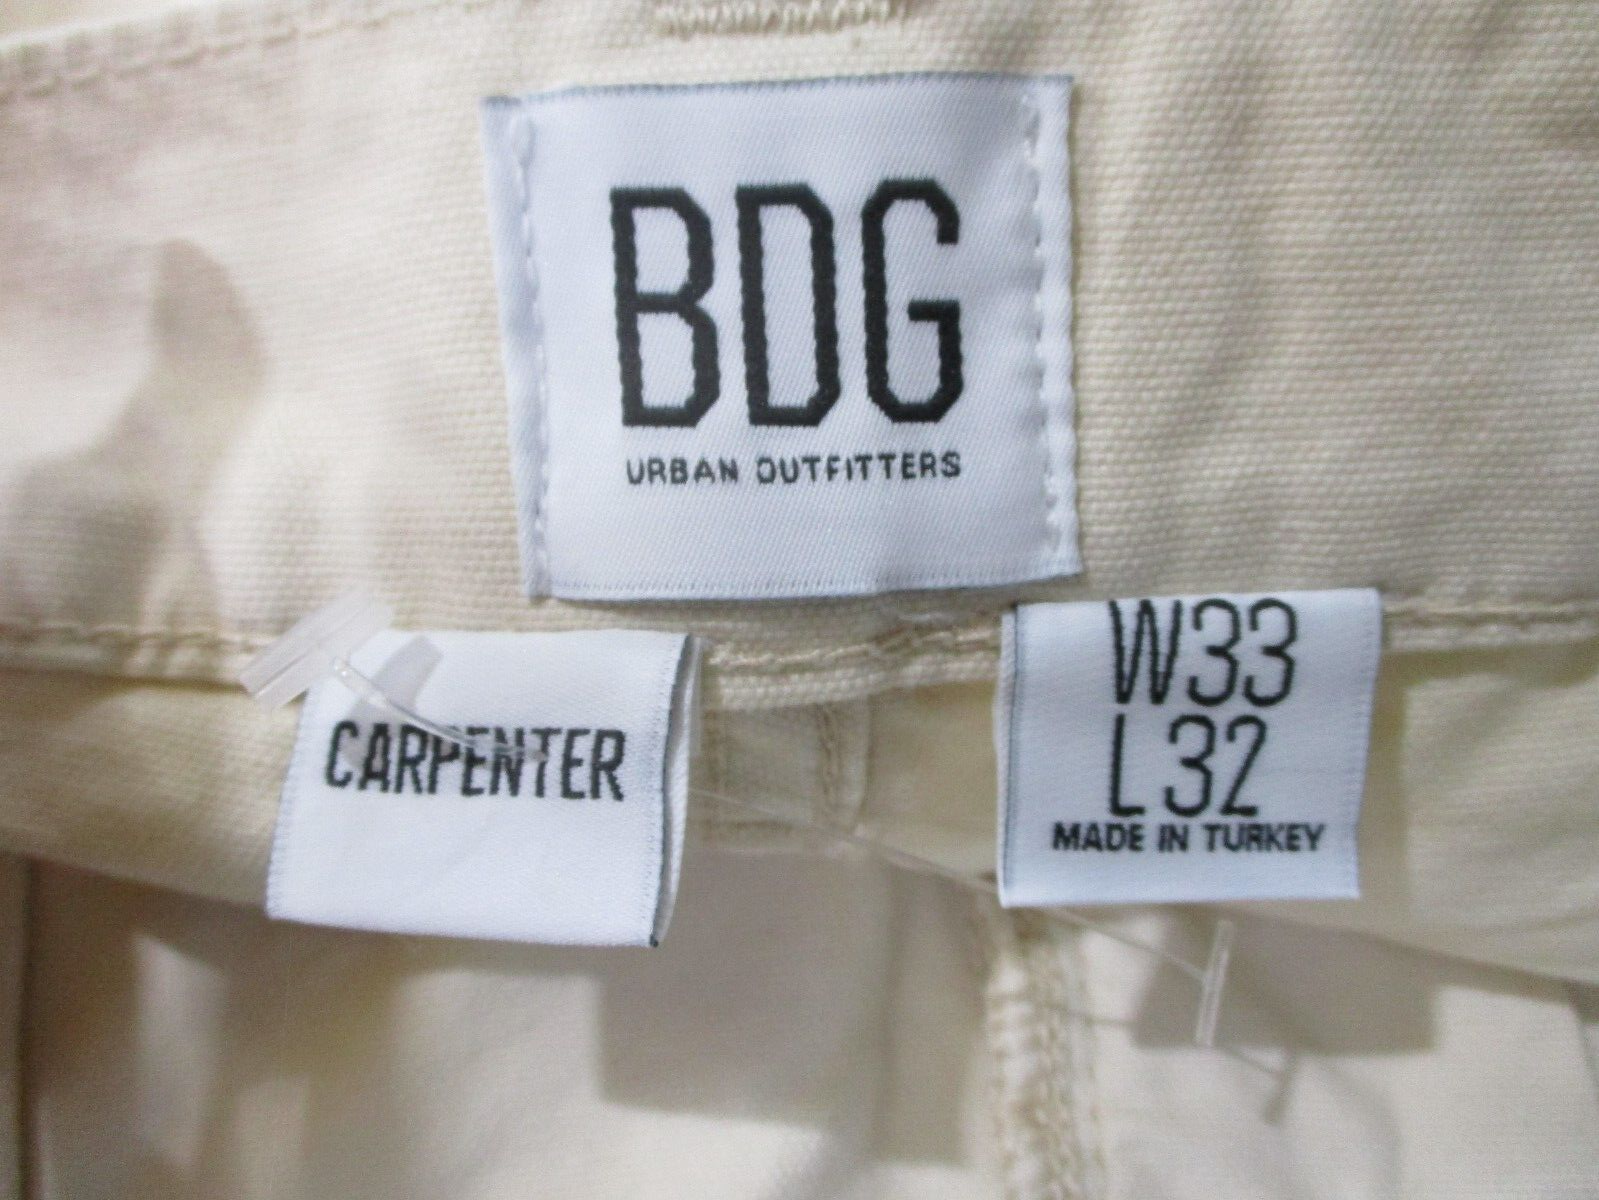 BDG
URBAN OUTFITTERS
CARPENTER
W33
L32
MADE IN TURKEY